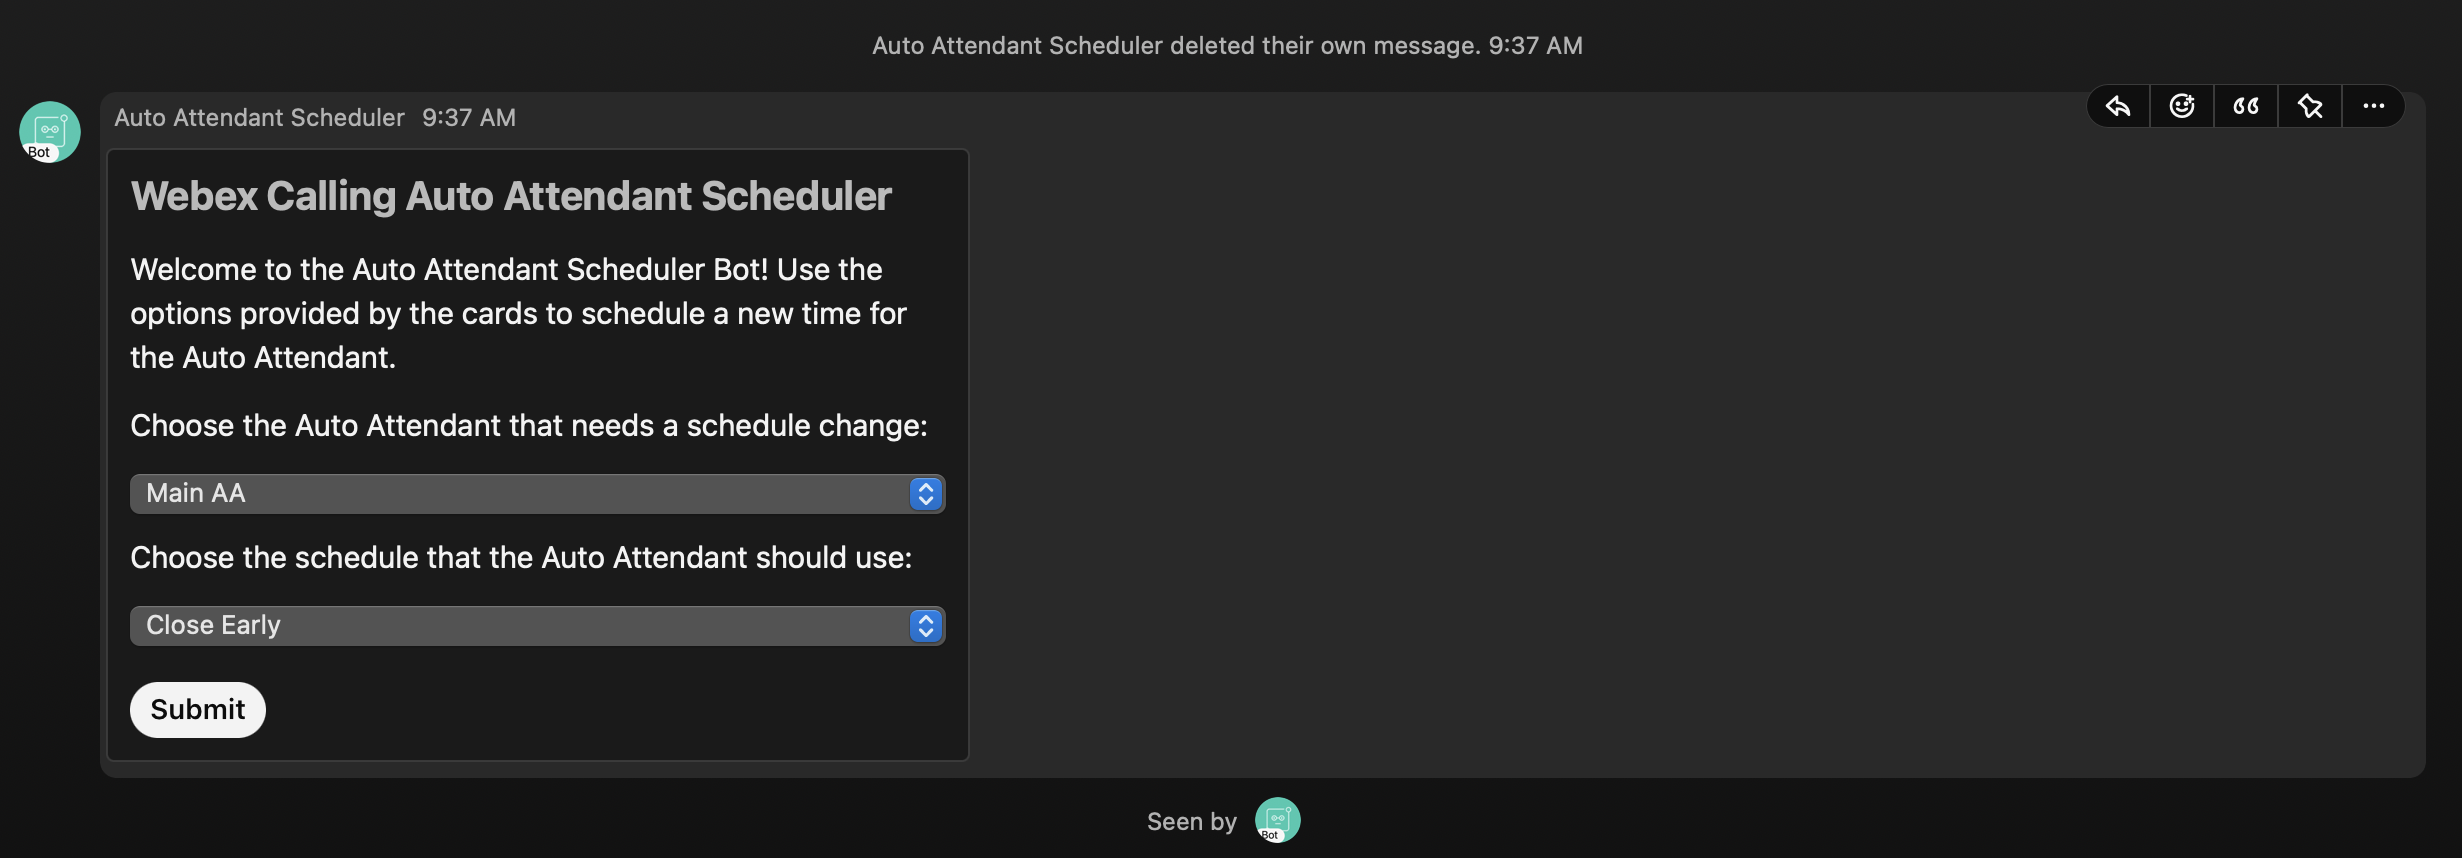 Auto Attendant Scheduler deleted their own message. 9:37 AM
Auto Attendant Scheduler 9:37 AM
Bot
Webex Calling Auto Attendant Scheduler
Welcome to the Auto Attendant Scheduler Bot! Use the
options provided by the cards to schedule a new time for
the Auto Attendant.
Choose the Auto Attendant that needs a schedule change:
Main AA
Choose the schedule that the Auto Attendant should use:
Close Early
Submit
Seen by
Bot